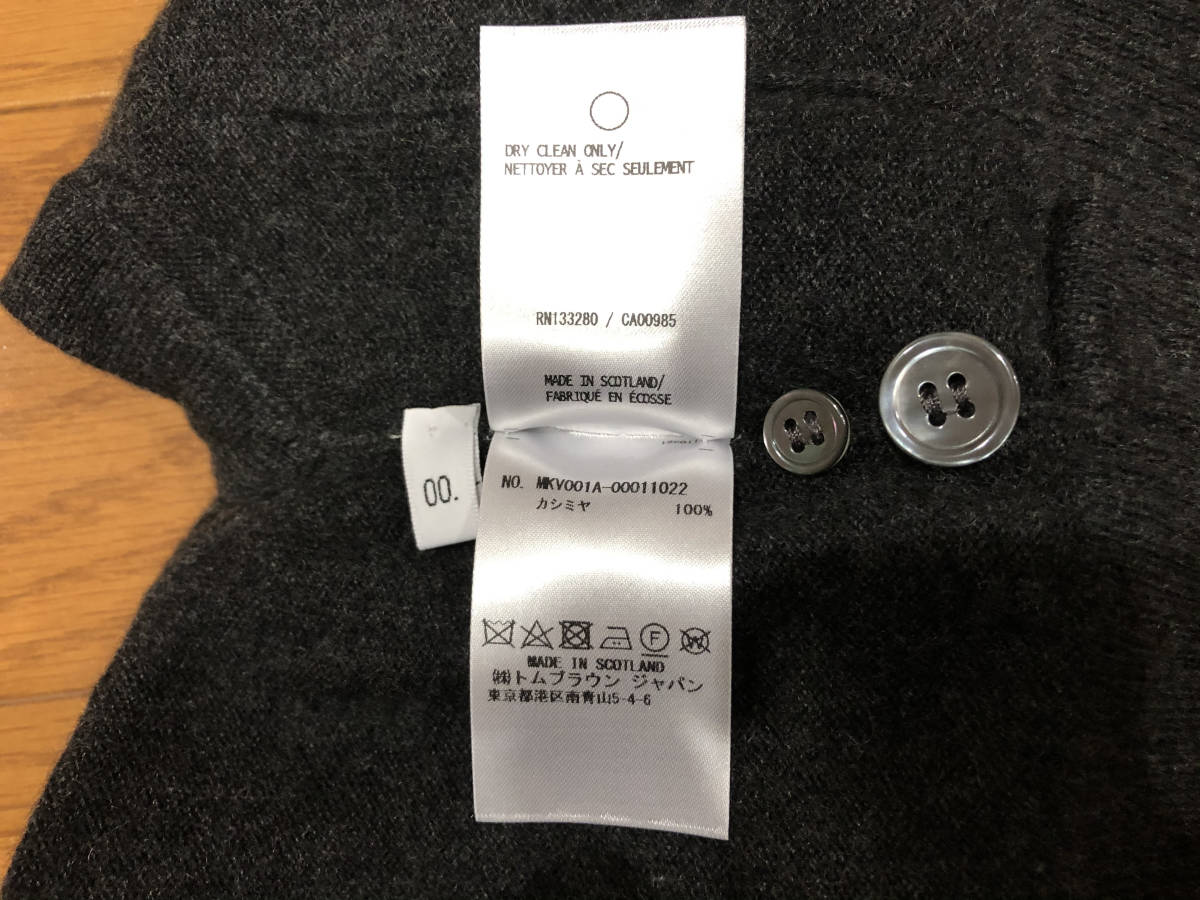 DRY CLEAN ONLY/
NETTOYER À SEC SEULEMENT
RN133280 / CA00985
MADE IN SCOTLAND/
FABRIQUÉ EN ÉCOSSE
00.
NO. MKV001A-00011022
カシミヤ 100%
F W
MADE IN SCOTLAND
㈱トムブラウン ジャパン
東京都港区南青山5-4-6